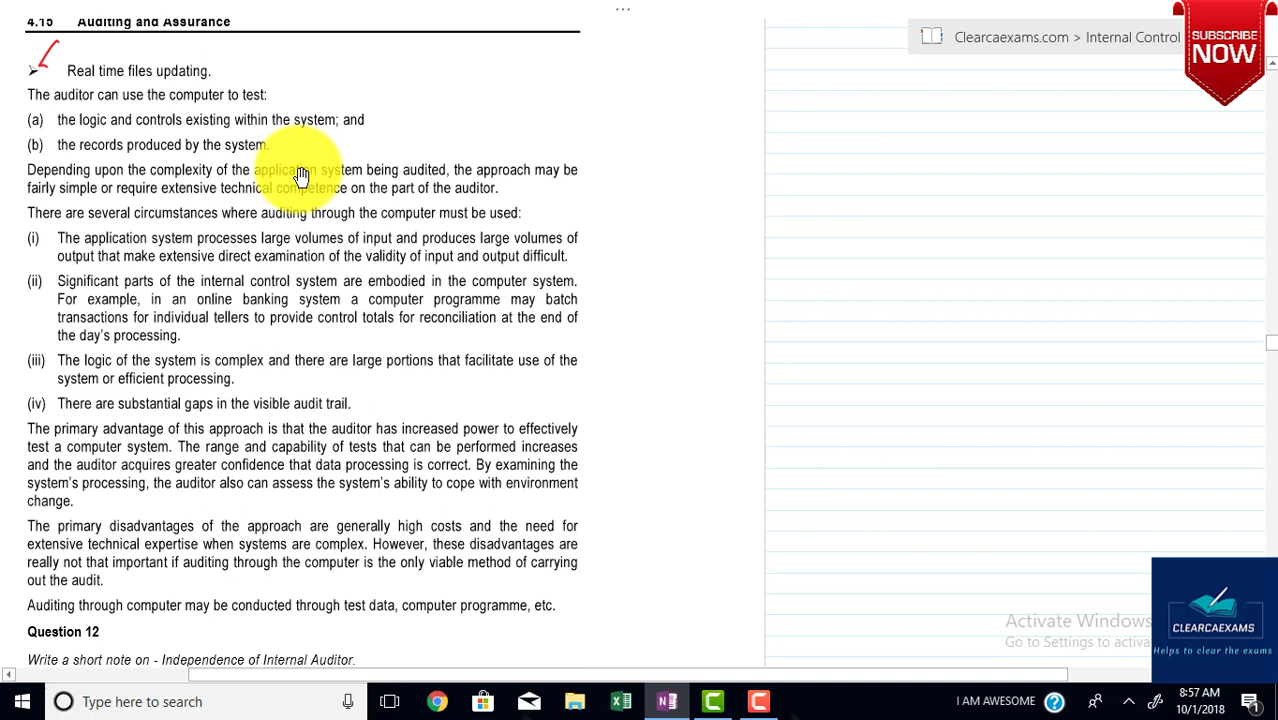 4.15 Auditing and Assurance
Clearcaexams.com > Internal Control
SUBSCRIBE
NOW
➤ Real time files updating.
The auditor can use the computer to test:
(a) the logic and controls existing within the system; and
(b) the records produced by the system.
Depending upon the complexity of the application system being audited, the approach may be
fairly simple or require extensive technical competence on the part of the auditor.
There are several circumstances where auditing through the computer must be used:
(i) The application system processes large volumes of input and produces large volumes of
output that make extensive direct examination of the validity of input and output difficult.
(ii) Significant parts of the internal control system are embodied in the computer system.
For example, in an online banking system a computer programme may batch
transactions for individual tellers to provide control totals for reconciliation at the end of
the day's processing.
(iii) The logic of the system is complex and there are large portions that facilitate use of the
system or efficient processing.
(iv) There are substantial gaps in the visible audit trail.
The primary advantage of this approach is that the auditor has increased power to effectively
test a computer system. The range and capability of tests that can be performed increases
and the auditor acquires greater confidence that data processing is correct. By examining the
system's processing, the auditor also can assess the system's ability to cope with environment
change.
The primary disadvantages of the approach are generally high costs and the need for
extensive technical expertise when systems are complex. However, these disadvantages are
really not that important if auditing through the computer is the only viable method of carrying
out the audit.
Auditing through computer may be conducted through test data, computer programme, etc.
Question 12
Write a short note on - Independence of Internal Auditor.
Activate Windows
Go to Settings to activa
CLEARCAEXAMS
Helps to clear the exams
Type here to search
I AM AWESOME
8:57 AM
10/1/2018
1